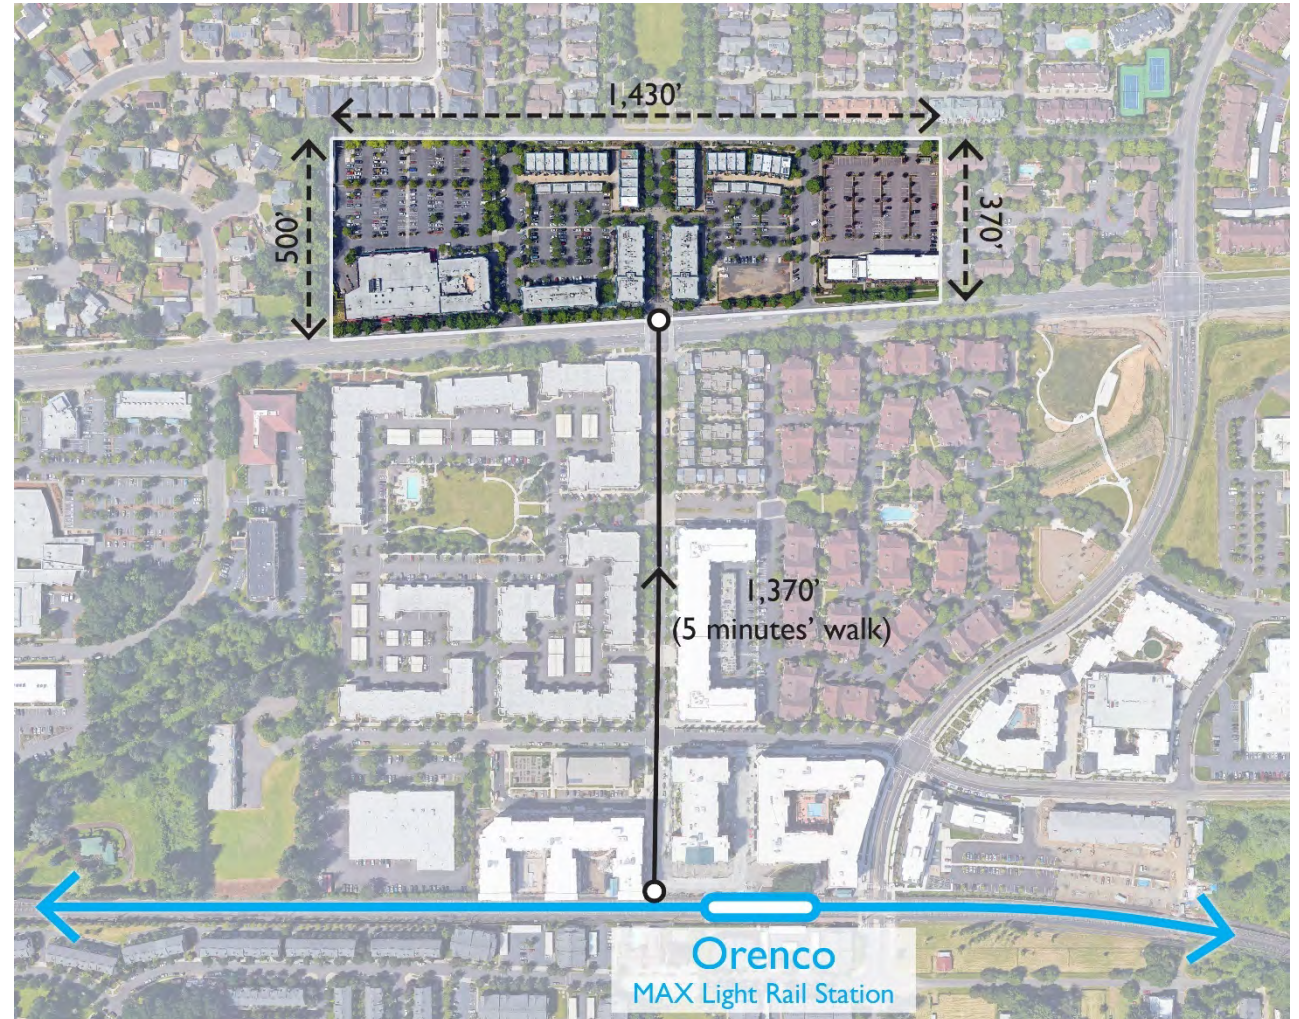 1,430’
500’
370’
1,370’
(5 minutes’ walk)
Orenco
MAX Light Rail Station